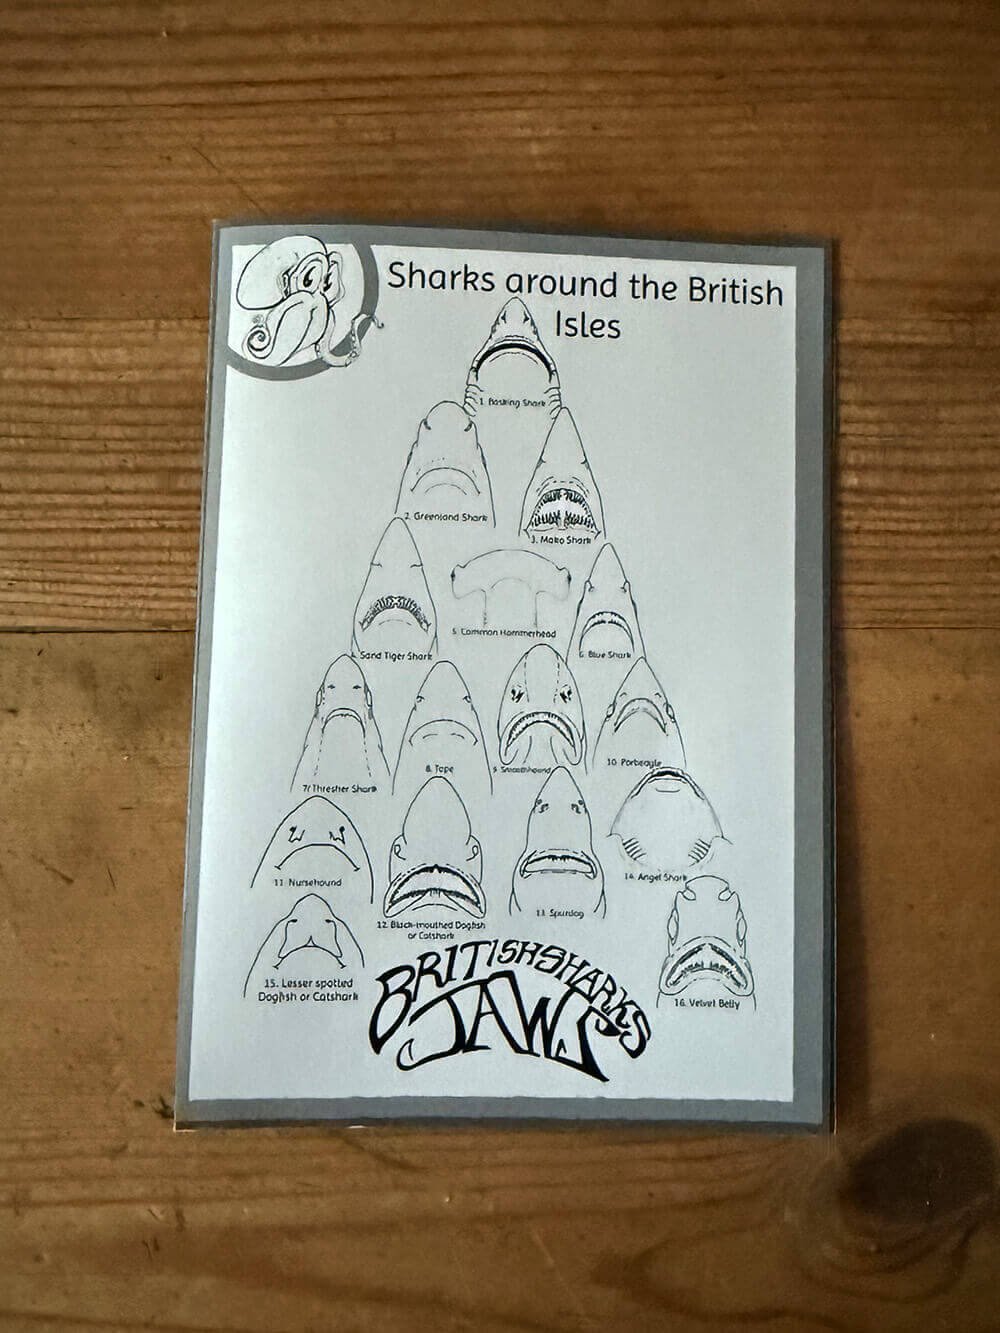 Sharks around the British
Isles
1. Basking Shark
2. Greenland Shark
3. Mako Shark
4. Sand Tiger Shark
5. Common Hammerhead
6. Blue Shark
7. Thresher Shark
8. Tope
9. Smoothhound
10. Porbeagle
11. Nursehound
12. Black-mouthed Dogfish
or Catshark
13. Spurdog
14. Angel Shark
15. Lesser spotted
Dogfish or Catshark
16. Velvet Belly
BRITISH SHARKS
JAWS